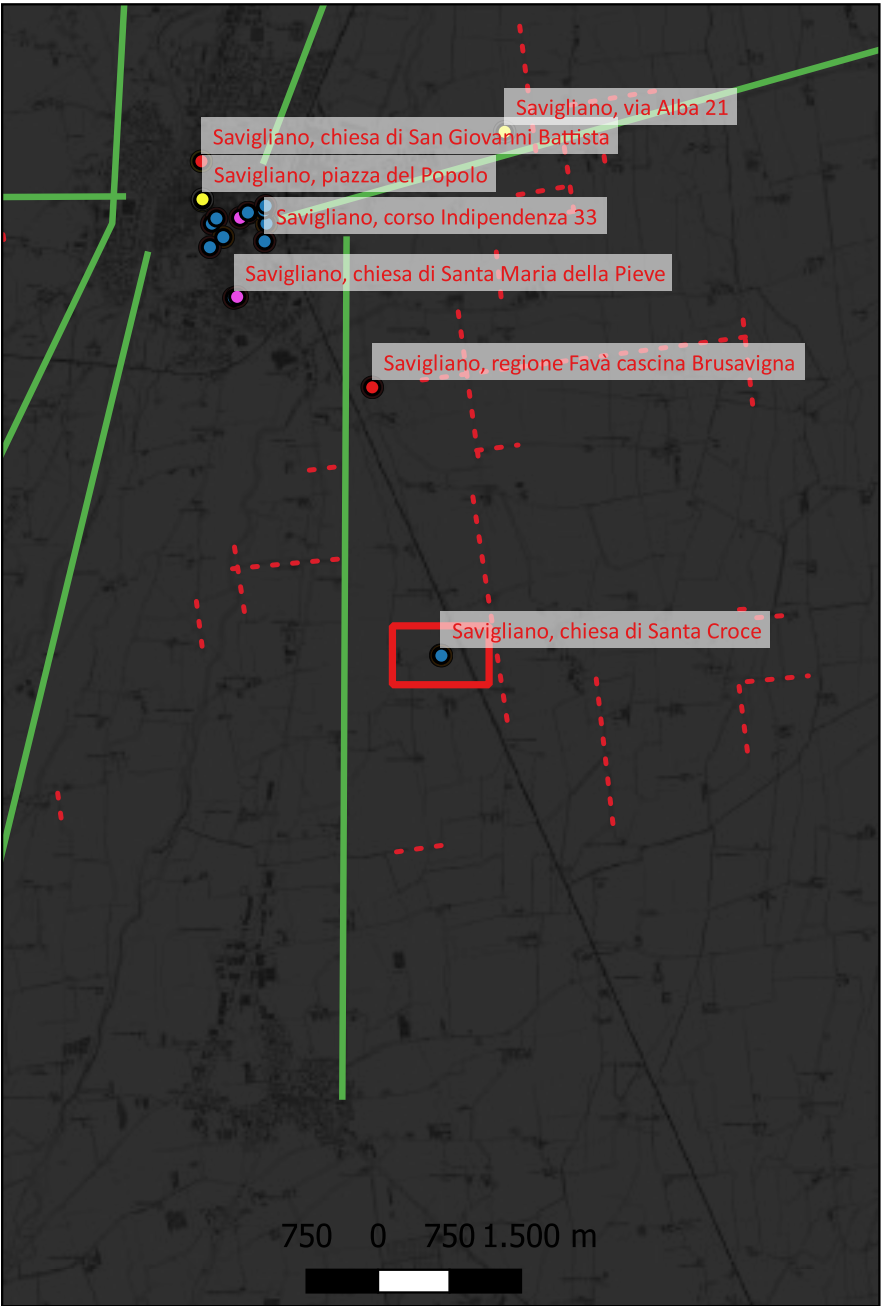 Savigliano, via Alba 21
Savigliano, chiesa di San Giovanni Battista
Savigliano, piazza del Popolo
Savigliano, corso Indipendenza 33
Savigliano, chiesa di Santa Maria della Pieve
Savigliano, regione Favà cascina Brusavigna
Savigliano, chiesa di Santa Croce
750 0 750 1.500 m